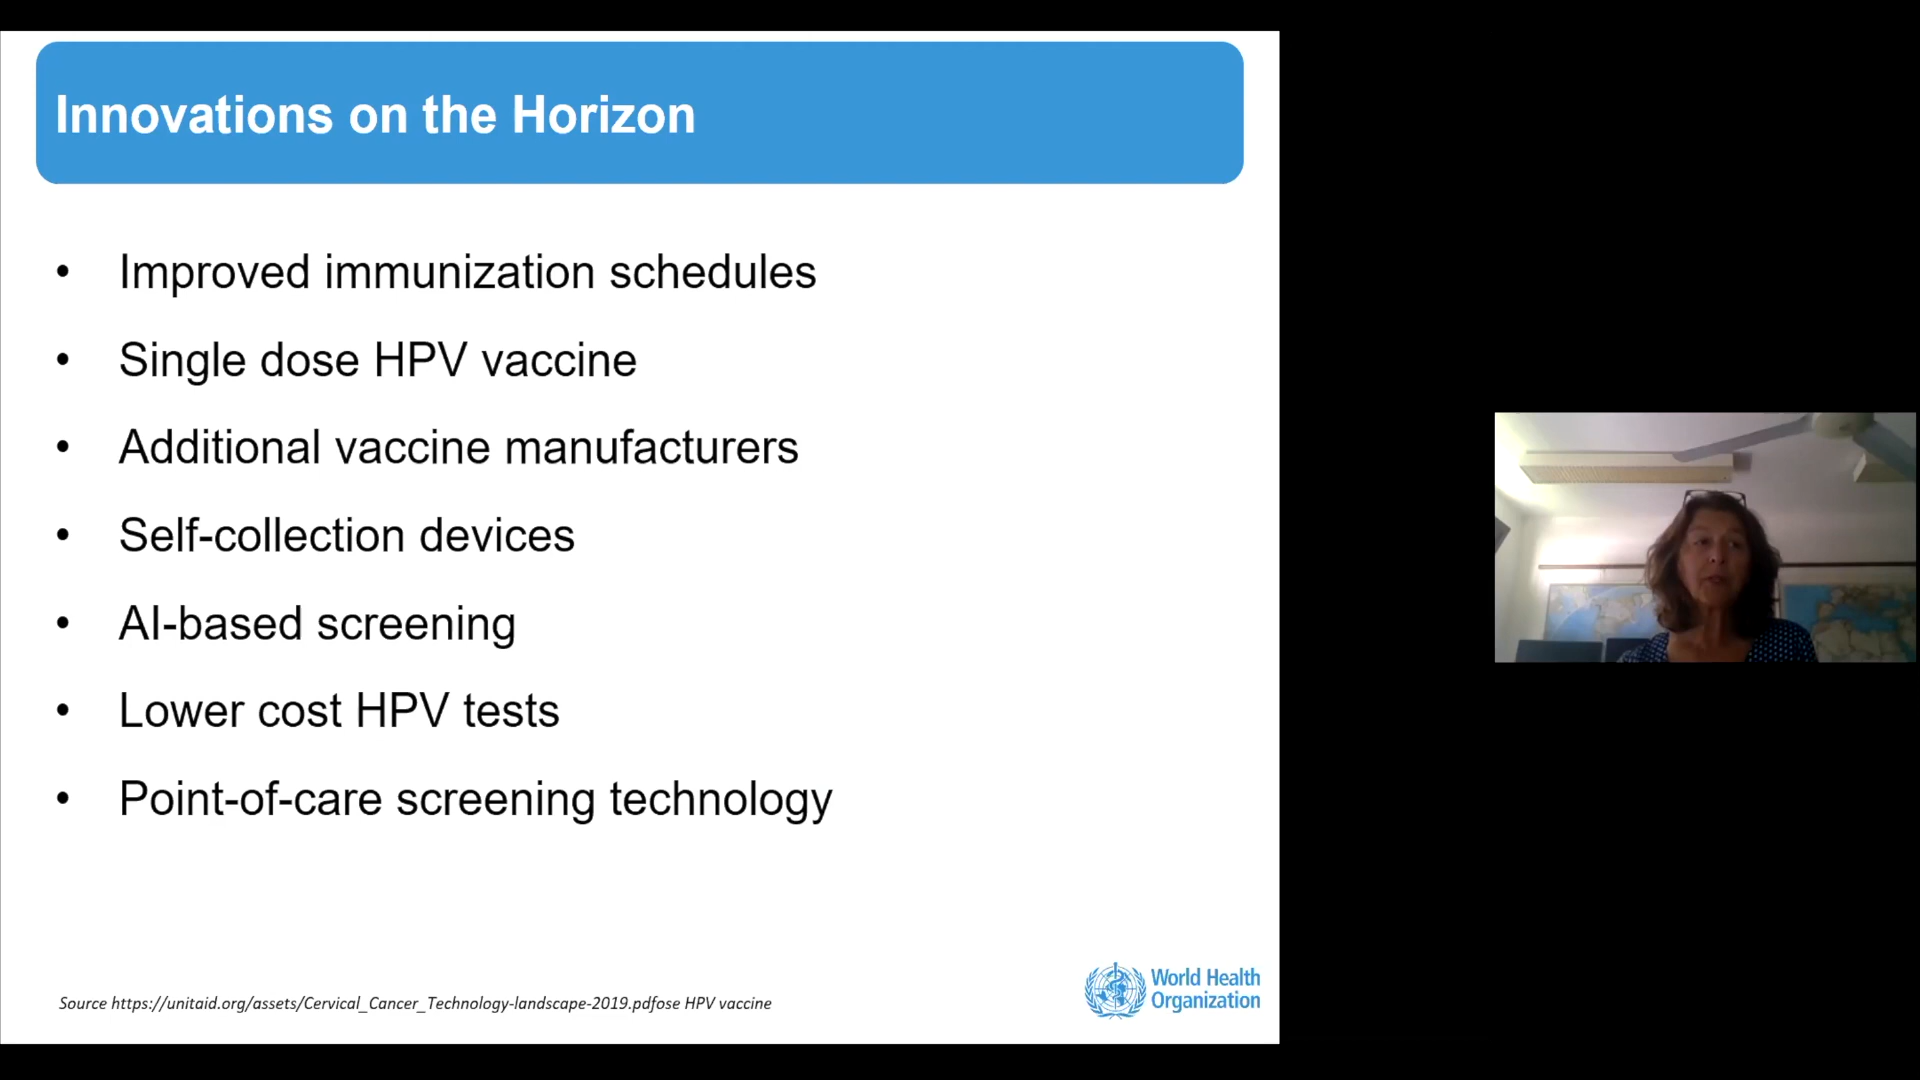 Innovations on the Horizon
• Improved immunization schedules
• Single dose HPV vaccine
• Additional vaccine manufacturers
• Self-collection devices
• AI-based screening
• Lower cost HPV tests
• Point-of-care screening technology
Source https://unitaid.org/assets/Cervical_Cancer_Technology-landscape-2019.pdfose HPV vaccine
World Health
Organization